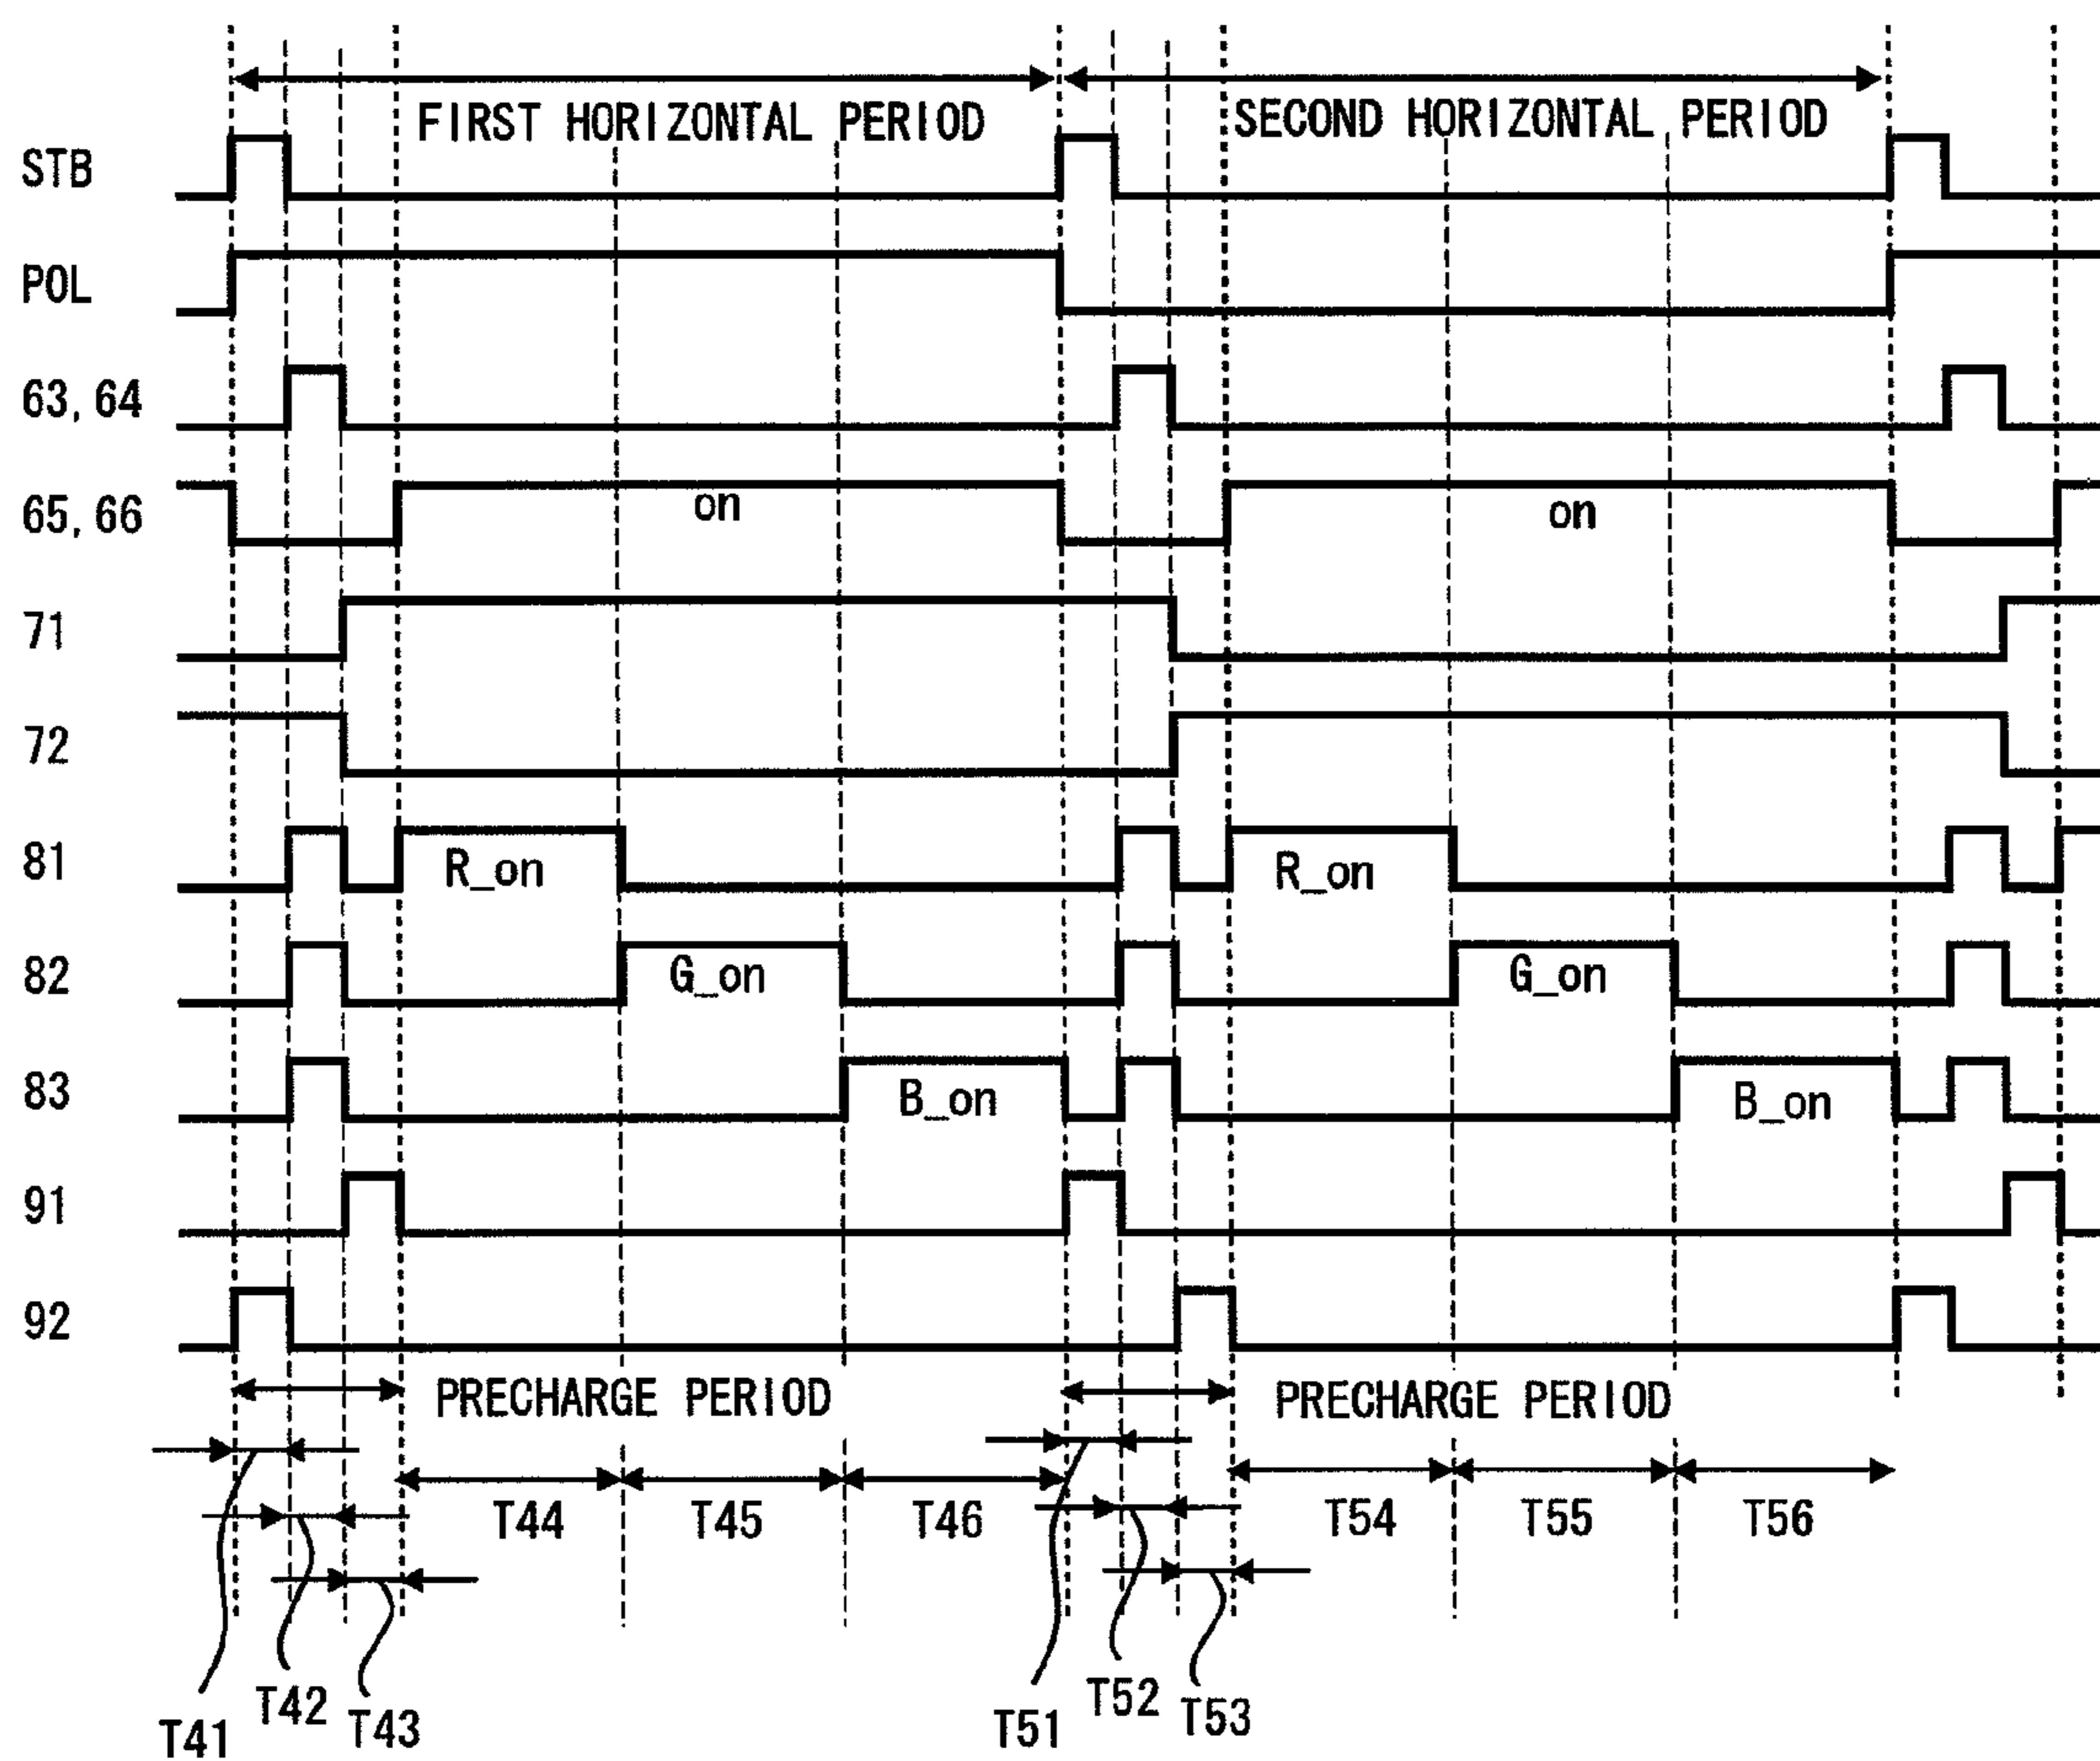 FIRST HORIZONTAL PERIOD
SECOND HORIZONTAL PERIOD
STB
POL
63, 64
65, 66
on
on
71
72
81
R_on
R_on
82
G_on
G_on
83
B_on
B_on
91
92
PRECHARGE PERIOD
PRECHARGE PERIOD
T44
T45
T46
T54
T55
T56
T41
T42
T43
T51
T52
T53